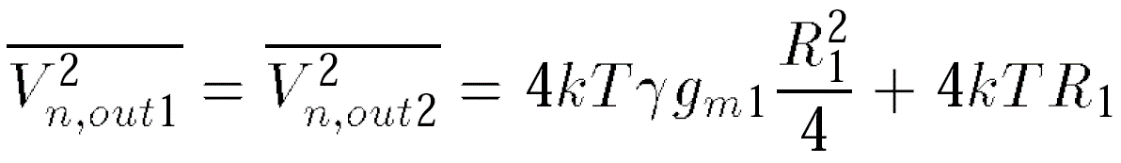 \overline{V_{n,out1}^2} = \overline{V_{n,out2}^2} = 4kT\gamma g_{m1}\frac{R_1^2}{4} + 4kTR_1